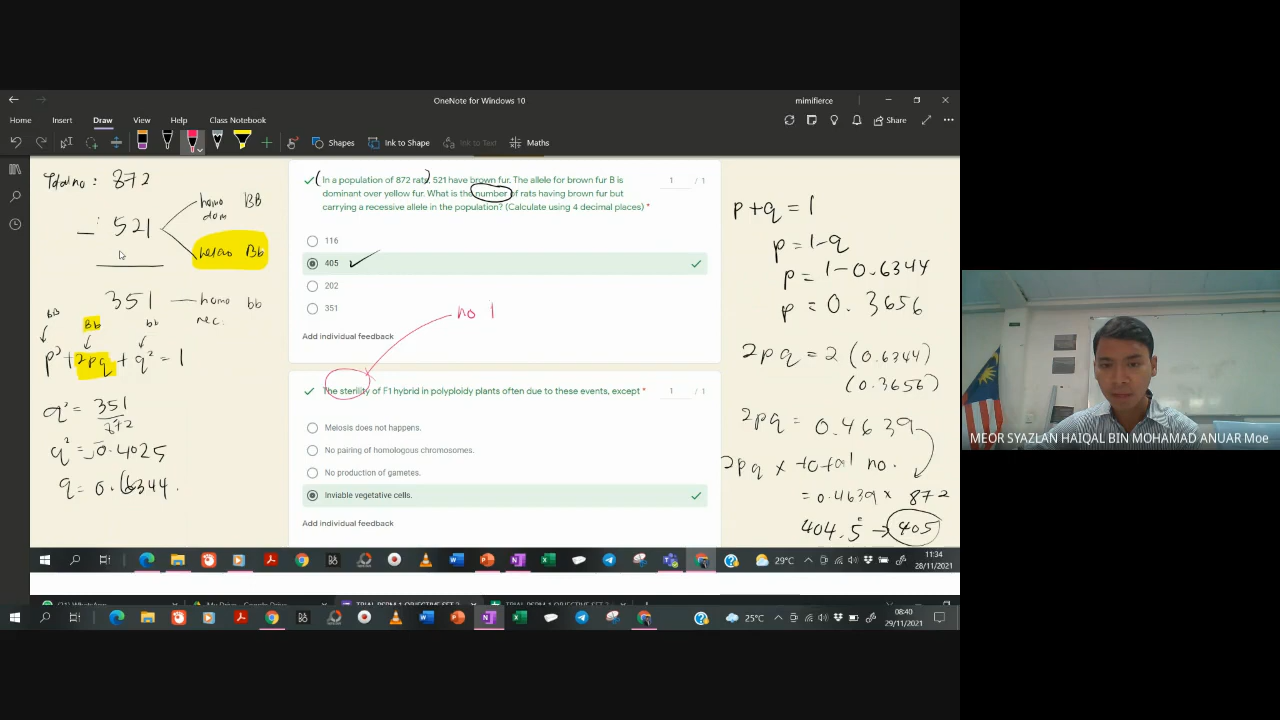 OneNote for Windows 10
mimifierce
Home Insert Draw View Help Class Notebook
Share
Shapes Ink to Shape Ink to Text Maths
Total no : 872
- 521
homo dom BB
hetero Bb
351 — homo rec. bb
BB Bb bb
p² + 2pq + q² = 1
q² = 351
872
q² = 0.4025
q = 0.6344
In a population of 872 rats, 521 have brown fur. The allele for brown fur B is
dominant over yellow fur. What is the number of rats having brown fur but
carrying a recessive allele in the population? (Calculate using 4 decimal places) *
1 / 1
116
405
202
351
Add individual feedback
no 1
The sterility of F1 hybrid in polyploidy plants often due to these events, except *
1 / 1
Meiosis does not happens.
No pairing of homologous chromosomes.
No production of gametes.
Inviable vegetative cells.
Add individual feedback
p + q = 1
p = 1 - q
p = 1 - 0.6344
p = 0.3656
2pq = 2 (0.6344)
(0.3656)
2pq = 0.4639
2pq x total no.
= 0.4639 x 872
404.5 → 405
MEOR SYAZLAN HAIQAL BIN MOHAMAD ANUAR Moe
29°C
11:34
28/11/2021
25°C
08:40
29/11/2021